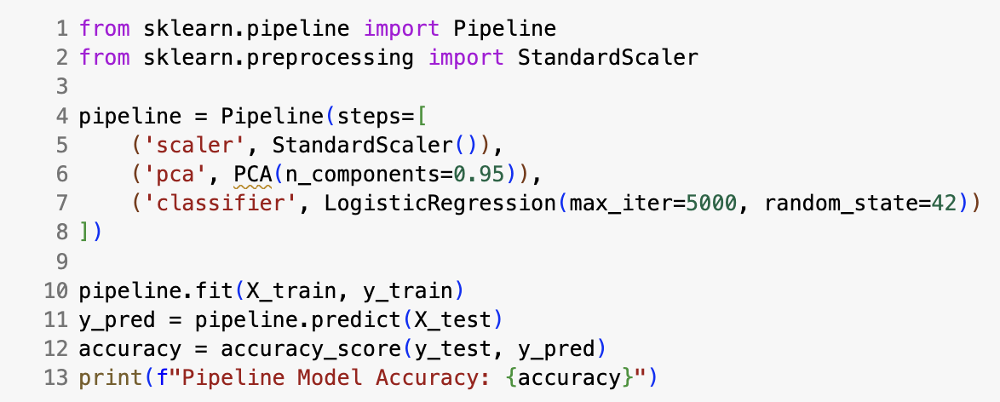 1 from sklearn.pipeline import Pipeline
2 from sklearn.preprocessing import StandardScaler
3
4 pipeline = Pipeline(steps=[
5     ('scaler', StandardScaler()),
6     ('pca', PCA(n_components=0.95)),
7     ('classifier', LogisticRegression(max_iter=5000, random_state=42))
8 ])
9
10 pipeline.fit(X_train, y_train)
11 y_pred = pipeline.predict(X_test)
12 accuracy = accuracy_score(y_test, y_pred)
13 print(f"Pipeline Model Accuracy: {accuracy}")